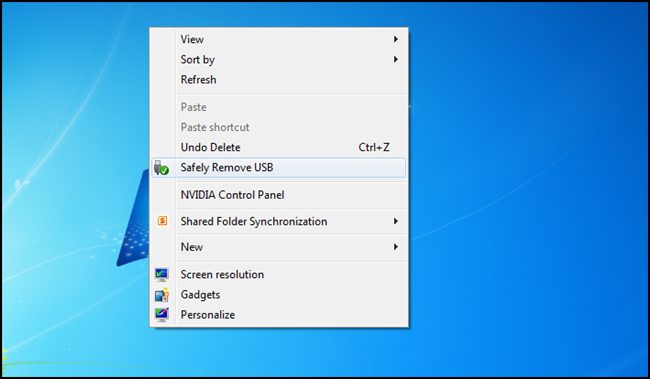 View
Sort by
Refresh
Paste
Paste shortcut
Undo Delete Ctrl+Z
Safely Remove USB
NVIDIA Control Panel
S Shared Folder Synchronization
New
Screen resolution
Gadgets
Personalize